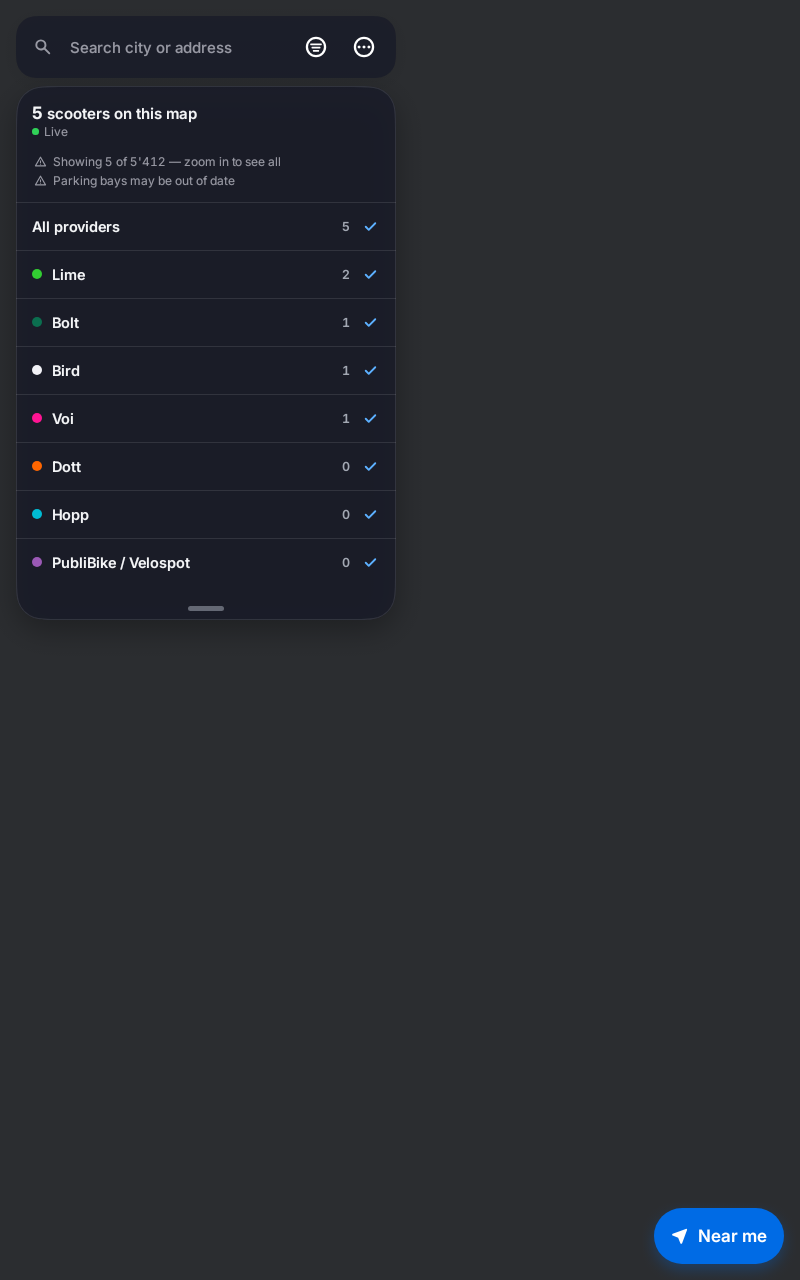 Search city or address
5 scooters on this map
Live
Showing 5 of 5'412 — zoom in to see all
Parking bays may be out of date
All providers 5
Lime 2
Bolt 1
Bird 1
Voi 1
Dott 0
Hopp 0
PubliBike / Velospot 0
Near me